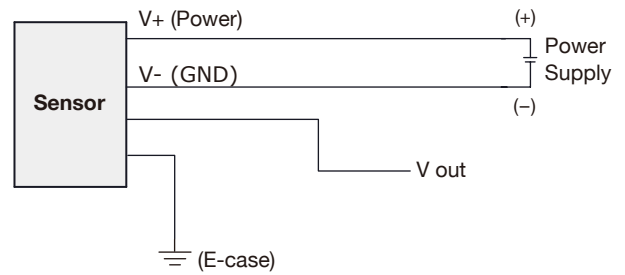 V+ (Power)
(+)
Power
Supply
V- (GND)
(–)
Sensor
V out
(E-case)